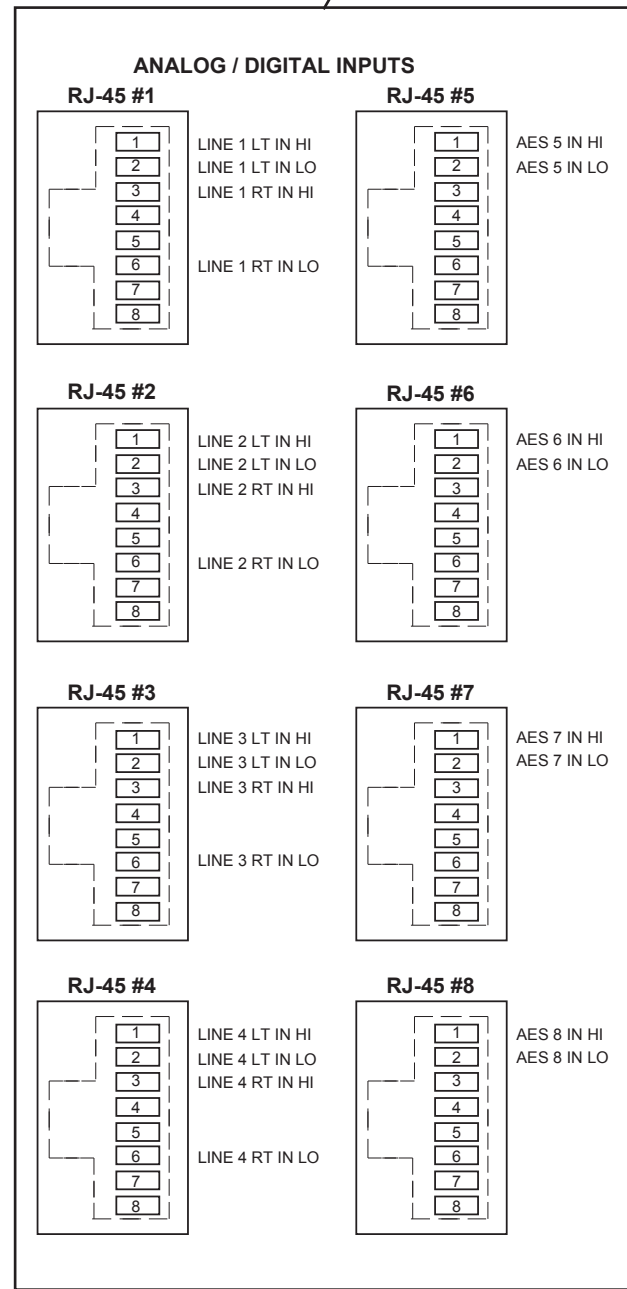 ANALOG / DIGITAL INPUTS
RJ-45 #1
1 LINE 1 LT IN HI
2 LINE 1 LT IN LO
3 LINE 1 RT IN HI
4
5
6 LINE 1 RT IN LO
7
8
RJ-45 #2
1 LINE 2 LT IN HI
2 LINE 2 LT IN LO
3 LINE 2 RT IN HI
4
5
6 LINE 2 RT IN LO
7
8
RJ-45 #3
1 LINE 3 LT IN HI
2 LINE 3 LT IN LO
3 LINE 3 RT IN HI
4
5
6 LINE 3 RT IN LO
7
8
RJ-45 #4
1 LINE 4 LT IN HI
2 LINE 4 LT IN LO
3 LINE 4 RT IN HI
4
5
6 LINE 4 RT IN LO
7
8
RJ-45 #5
1 AES 5 IN HI
2 AES 5 IN LO
3
4
5
6
7
8
RJ-45 #6
1 AES 6 IN HI
2 AES 6 IN LO
3
4
5
6
7
8
RJ-45 #7
1 AES 7 IN HI
2 AES 7 IN LO
3
4
5
6
7
8
RJ-45 #8
1 AES 8 IN HI
2 AES 8 IN LO
3
4
5
6
7
8